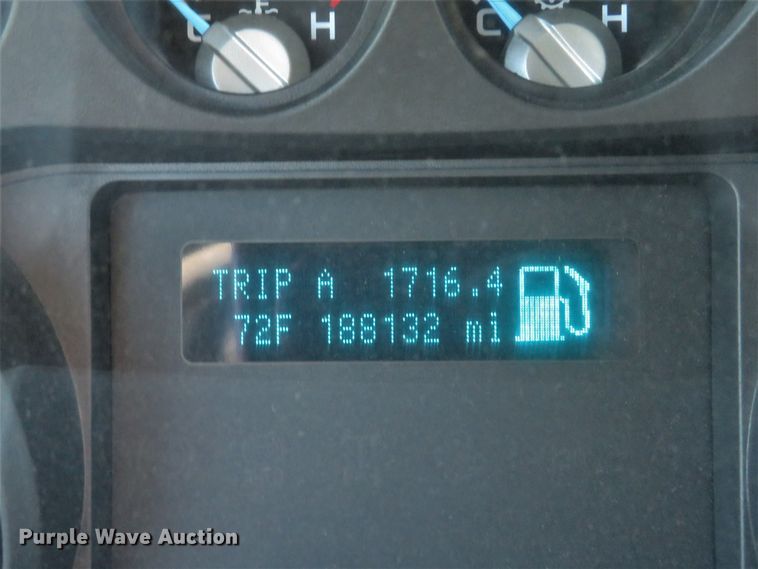 C H C H
TRIP A 1716.4
72F 188132 mi
Purple Wave Auction